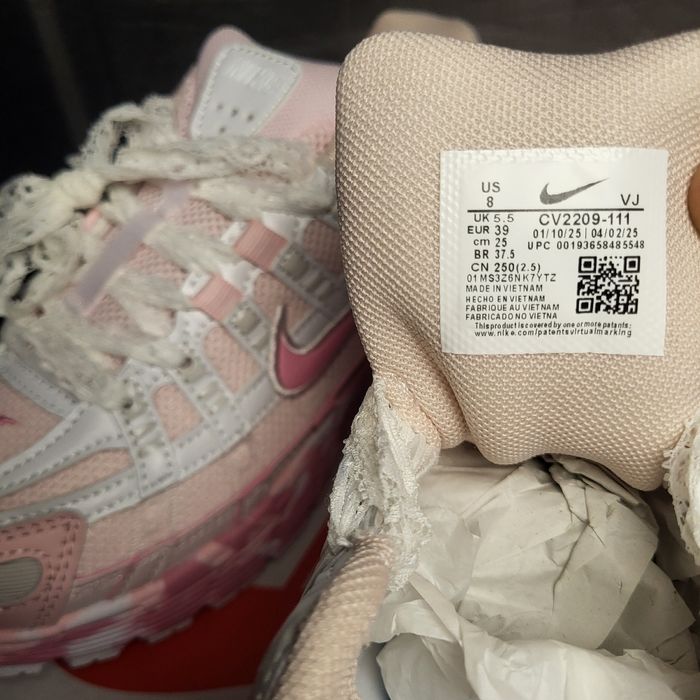 US
8
VJ
UK 5.5
EUR 39
cm 25
BR 37.5
CN 250(2.5)
CV2209-111
01/10/25 | 04/02/25
UPC 00193658485548
01MS3Z6NK7YTZ
MADE IN VIETNAM
HECHO EN VIETNAM
FABRIQUE AU VIETNAM
FABRICADO NO VIETNA
This product is covered by one or more patents:
www.nike.com/patentsvirtualmarking